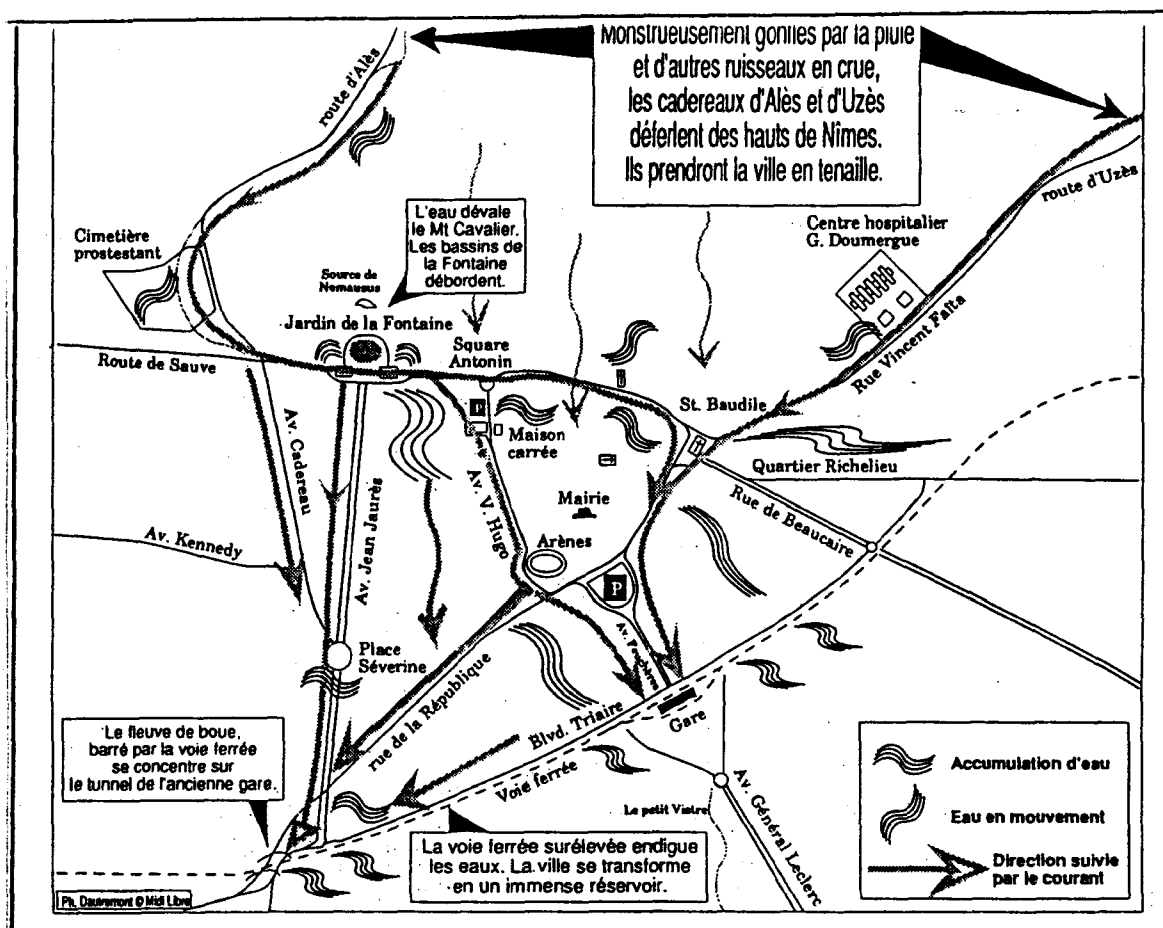 Monstrueusement gonflés par la pluie
et d'autres ruisseaux en crue,
les cadereaux d'Alès et d'Uzès
déferlent des hauts de Nîmes.
Ils prendront la ville en tenaille.
route d'Alès
route d'Uzès
L'eau dévale
le Mt Cavalier.
Les bassins de
la Fontaine
débordent.
Centre hospitalier
G. Doumergue
Cimetière
prostestant
Source de
Nemausus
Jardin de la Fontaine
Square
Antonin
Route de Sauve
Rue Vincent Faïta
St. Baudile
P
Maison
carrée
Quartier Richelieu
Av. Cadereau
Av. Jean Jaurès
Av. V. Hugo
Mairie
Rue de Beaucaire
Av. Kennedy
Arènes
P
Av. Feuchères
Place
Séverine
rue de la République
Gare
Blvd. Triaire
Voie ferrée
Le fleuve de boue,
barré par la voie ferrée
se concentre sur
le tunnel de l'ancienne gare.
Le petit Vistre
Av. Général Leclerc
La voie ferrée surélevée endigue
les eaux. La ville se transforme
en un immense réservoir.
Accumulation d'eau
Eau en mouvement
Direction suivie
par le courant
Ph. Dautremont © Midi Libre